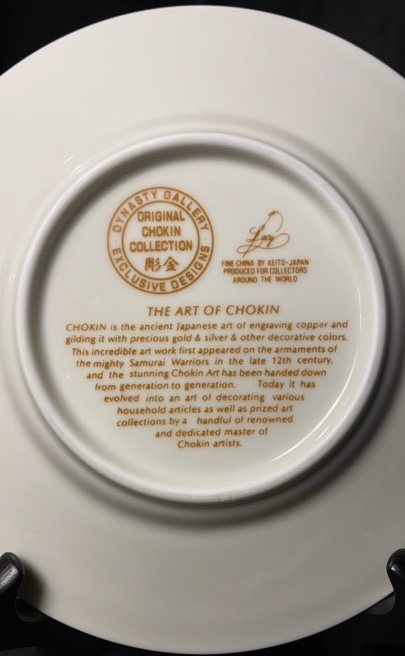 DYNASTY GALLERY
ORIGINAL
CHOKIN
COLLECTION
彫金
EXCLUSIVE DESIGNS
FINE CHINA BY KEITO-JAPAN
PRODUCED FOR COLLECTORS
AROUND THE WORLD
THE ART OF CHOKIN
CHOKIN is the ancient Japanese art of engraving copper and
gilding it with precious gold & silver & other decorative colors.
This incredible art work first appeared on the armaments of
the mighty Samurai Warriors in the late 12th century,
and the stunning Chokin Art has been handed down
from generation to generation. Today it has
evolved into an art of decorating various
household articles as well as prized art
collections by a handful of renowned
and dedicated master of
Chokin artists.